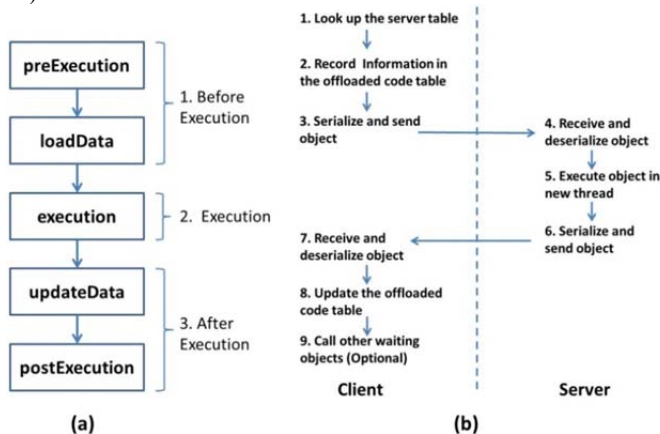 preExecution
loadData
execution
updateData
postExecution
1. Before
Execution
2. Execution
3. After
Execution
(a)
1. Look up the server table
2. Record Information in
the offloaded code table
3. Serialize and send
object
4. Receive and
deserialize object
5. Execute object in
new thread
6. Serialize and
send object
7. Receive and
deserialize object
8. Update the offloaded
code table
9. Call other waiting
objects (Optional)
Client
Server
(b)